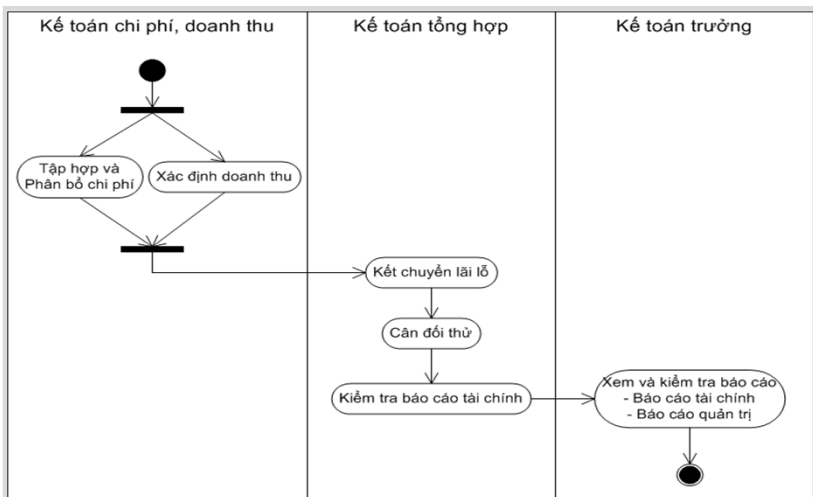 Kế toán chi phí, doanh thu
Kế toán tổng hợp
Kế toán trưởng
Tập hợp và
Phân bổ chi phí
Xác định doanh thu
Kết chuyển lãi lỗ
Cân đối thử
Kiểm tra báo cáo tài chính
Xem và kiểm tra báo cáo
- Báo cáo tài chính
- Báo cáo quản trị